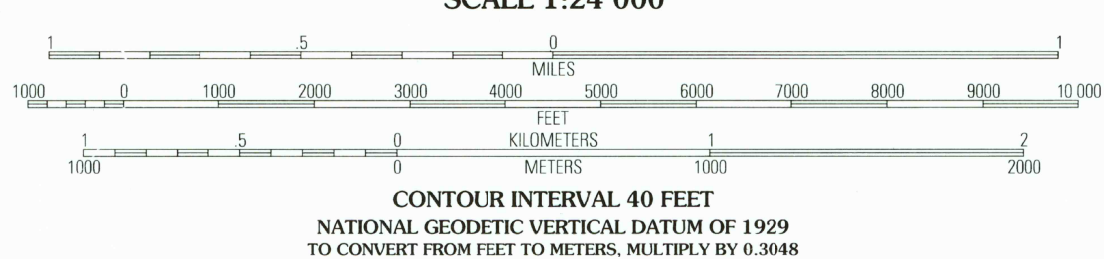 SCALE 1:24 000
1 .5 0 1
MILES
1000 0 1000 2000 3000 4000 5000 6000 7000 8000 9000 10 000
FEET
1 .5 0 KILOMETERS 1 2
1000 0 METERS 1000 2000
CONTOUR INTERVAL 40 FEET
NATIONAL GEODETIC VERTICAL DATUM OF 1929
TO CONVERT FROM FEET TO METERS, MULTIPLY BY 0.3048